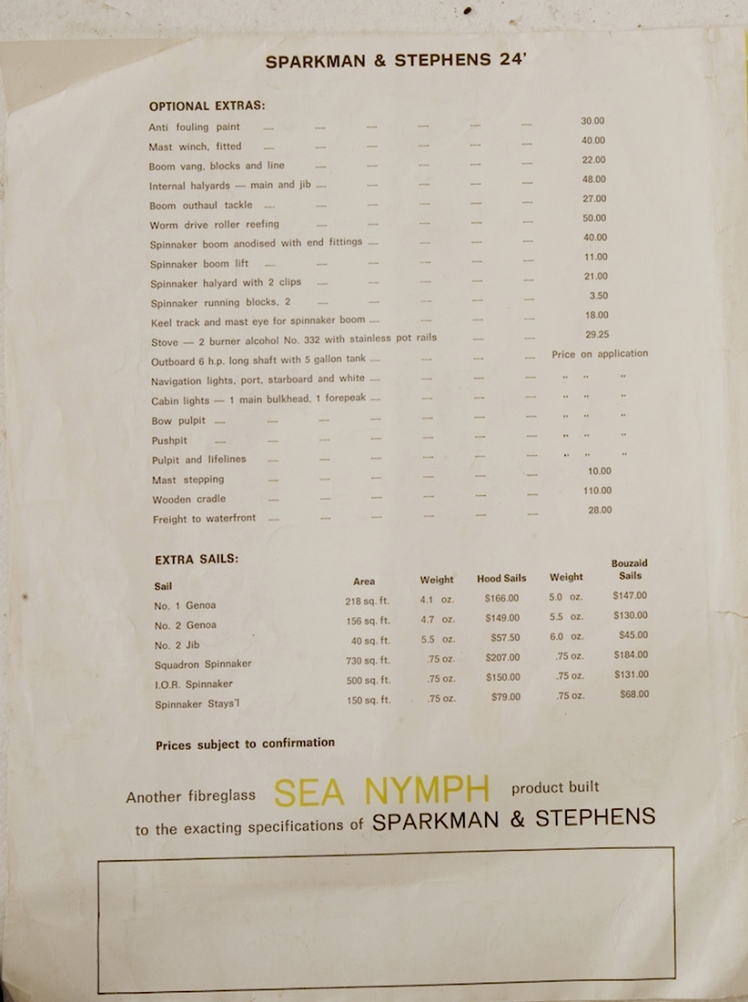 SPARKMAN & STEPHENS 24'
OPTIONAL EXTRAS:
Anti fouling paint — — — — — — 30.00
Mast winch, fitted — — — — — — 40.00
Boom vang, blocks and line — — — — — 22.00
Internal halyards — main and jib — — — — — 48.00
Boom outhaul tackle — — — — — — 27.00
Worm drive roller reefing — — — — — 50.00
Spinnaker boom anodised with end fittings — — — — 40.00
Spinnaker boom lift — — — — — — 11.00
Spinnaker halyard with 2 clips — — — — — 21.00
Spinnaker running blocks, 2 — — — — — 3.50
Keel track and mast eye for spinnaker boom — — — — 18.00
Stove — 2 burner alcohol No. 332 with stainless pot rails — — 29.25
Outboard 6 h.p. long shaft with 5 gallon tank — — — — Price on application
Navigation lights, port, starboard and white — — — — " " "
Cabin lights — 1 main bulkhead, 1 forepeak — — — — " " "
Bow pulpit — — — — — — — " " "
Pushpit — — — — — — — " " "
Pulpit and lifelines — — — — — — " " "
Mast stepping — — — — — — 10.00
Wooden cradle — — — — — — 110.00
Freight to waterfront — — — — — — 28.00
EXTRA SAILS:
Sail Area Weight Hood Sails Weight Bouzaid Sails
No. 1 Genoa 218 sq. ft. 4.1 oz. $166.00 5.0 oz. $147.00
No. 2 Genoa 156 sq. ft. 4.7 oz. $149.00 5.5 oz. $130.00
No. 2 Jib 40 sq. ft. 5.5 oz. $57.50 6.0 oz. $45.00
Squadron Spinnaker 730 sq. ft. .75 oz. $207.00 .75 oz. $184.00
I.O.R. Spinnaker 500 sq. ft. .75 oz. $150.00 .75 oz. $131.00
Spinnaker Stays'l 150 sq. ft. .75 oz. $79.00 .75 oz. $68.00
Prices subject to confirmation
Another fibreglass SEA NYMPH product built
to the exacting specifications of SPARKMAN & STEPHENS